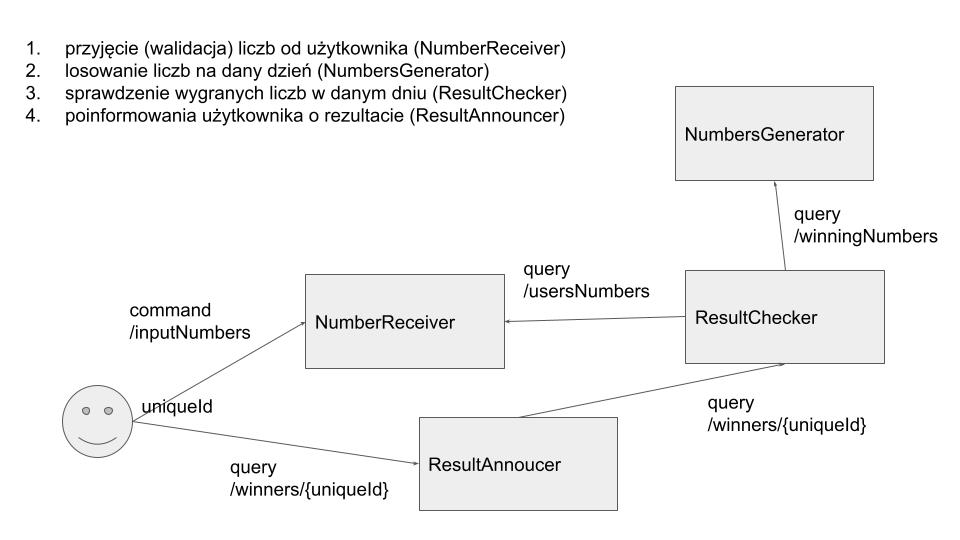 1. przyjęcie (walidacja) liczb od użytkownika (NumberReceiver)
2. losowanie liczb na dany dzień (NumbersGenerator)
3. sprawdzenie wygranych liczb w danym dniu (ResultChecker)
4. poinformowania użytkownika o rezultacie (ResultAnnouncer)
NumbersGenerator
query
/winningNumbers
query
/usersNumbers
command
/inputNumbers
NumberReceiver
ResultChecker
uniqueId
query
/winners/{uniqueId}
ResultAnnoucer
query
/winners/{uniqueId}